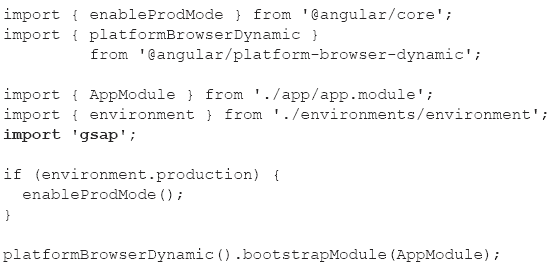 import { enableProdMode } from '@angular/core';
import { platformBrowserDynamic }
         from '@angular/platform-browser-dynamic';

import { AppModule } from './app/app.module';
import { environment } from './environments/environment';
import 'gsap';

if (environment.production) {
  enableProdMode();
}

platformBrowserDynamic().bootstrapModule(AppModule);